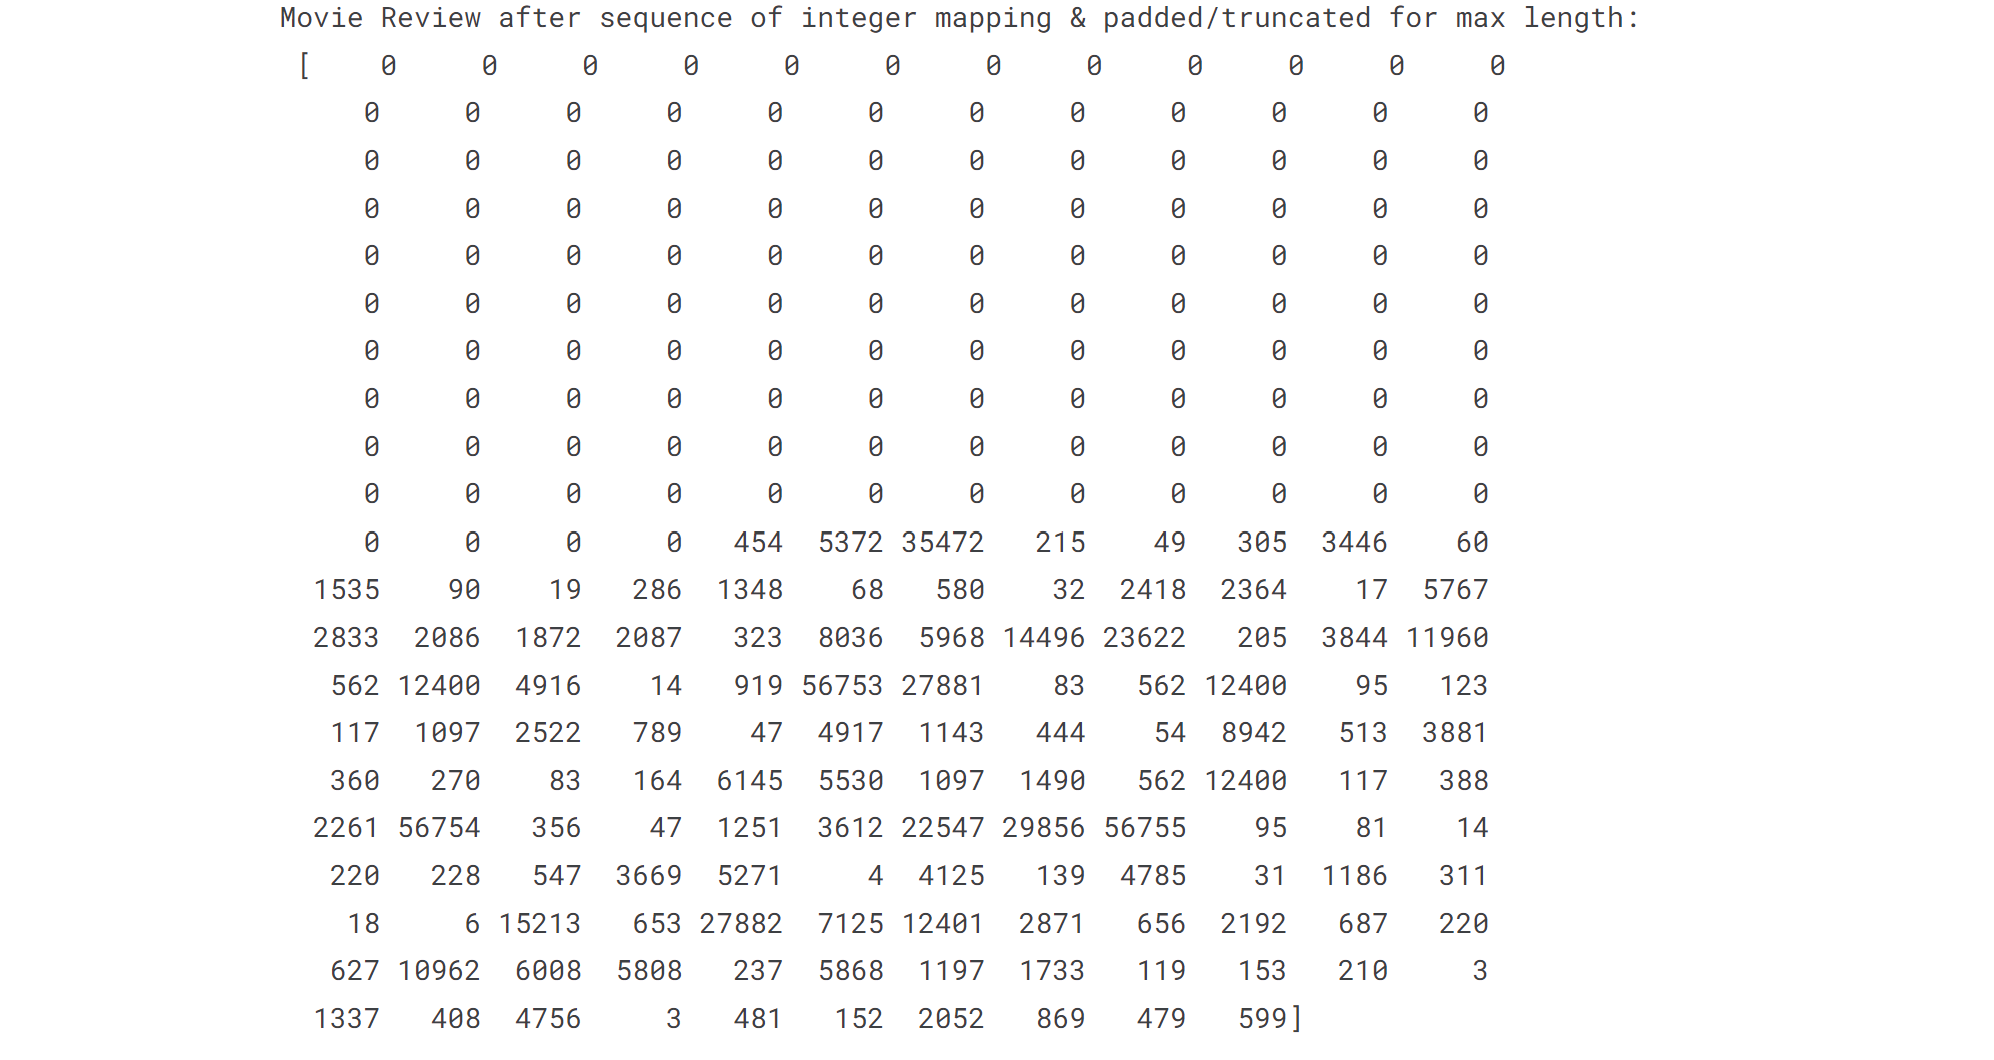 Movie Review after sequence of integer mapping & padded/truncated for max length:
[ 0 0 0 0 0 0 0 0 0 0 0 0
0 0 0 0 0 0 0 0 0 0 0 0
0 0 0 0 0 0 0 0 0 0 0 0
0 0 0 0 0 0 0 0 0 0 0 0
0 0 0 0 0 0 0 0 0 0 0 0
0 0 0 0 0 0 0 0 0 0 0 0
0 0 0 0 0 0 0 0 0 0 0 0
0 0 0 0 0 0 0 0 0 0 0 0
0 0 0 0 0 0 0 0 0 0 0 0
0 0 0 0 0 0 0 0 0 0 0 0
0 0 0 0 454 5372 35472 215 49 305 3446 60
1535 90 19 286 1348 68 580 32 2418 2364 17 5767
2833 2086 1872 2087 323 8036 5968 14496 23622 205 3844 11960
562 12400 4916 14 919 56753 27881 83 562 12400 95 123
117 1097 2522 789 47 4917 1143 444 54 8942 513 3881
360 270 83 164 6145 5530 1097 1490 562 12400 117 388
2261 56754 356 47 1251 3612 22547 29856 56755 95 81 14
220 228 547 3669 5271 4 4125 139 4785 31 1186 311
18 6 15213 653 27882 7125 12401 2871 656 2192 687 220
627 10962 6008 5808 237 5868 1197 1733 119 153 210 3
1337 408 4756 3 481 152 2052 869 479 599]